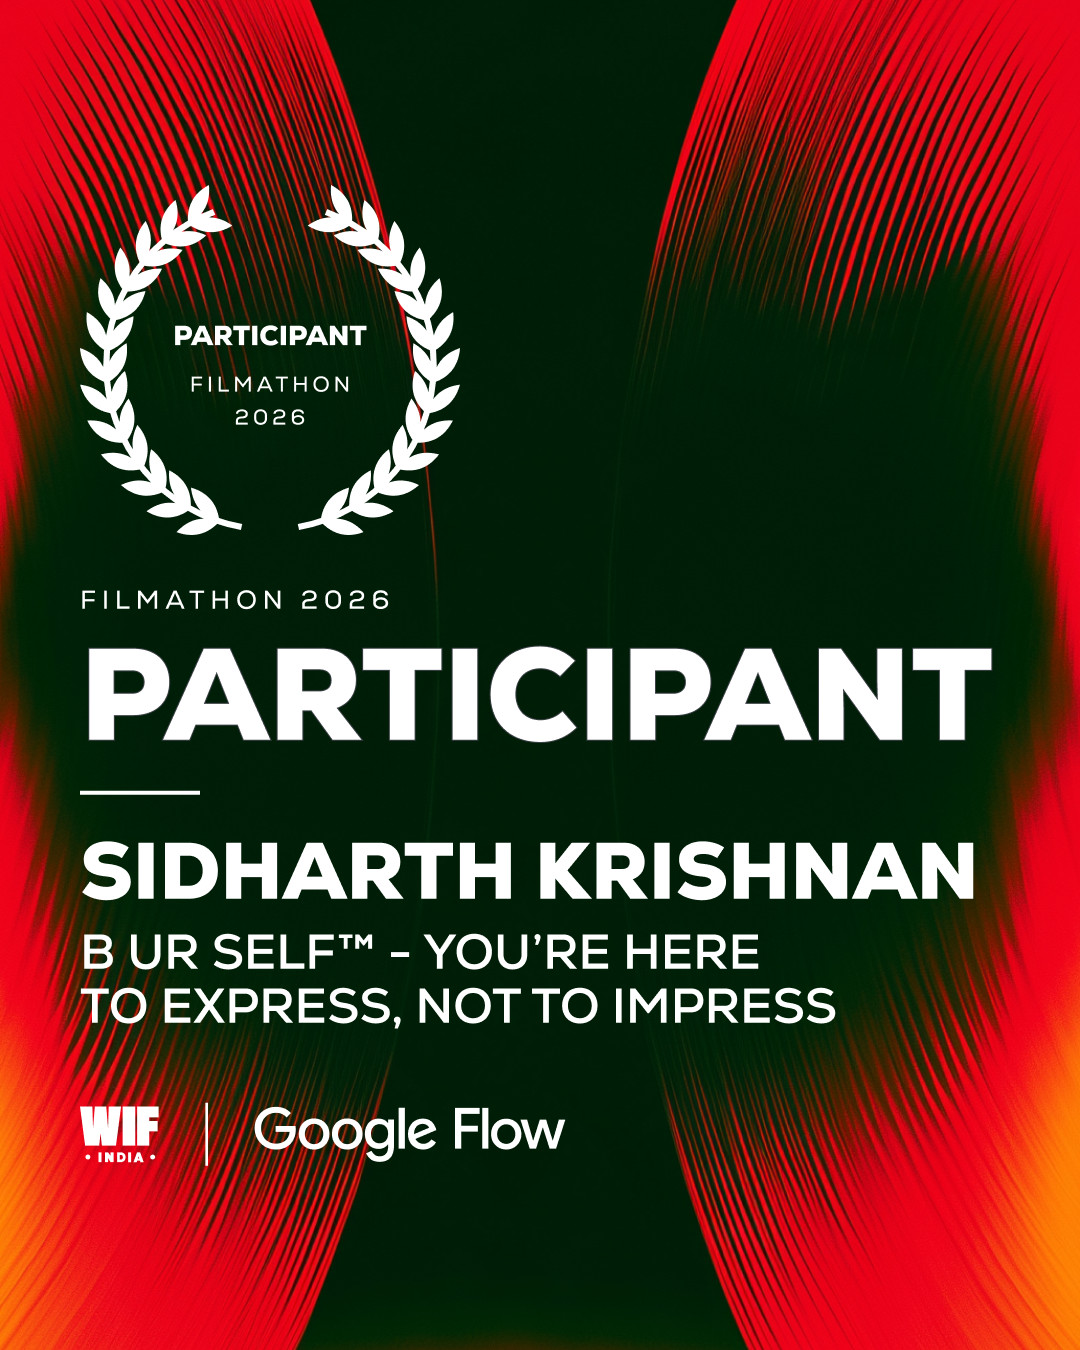 PARTICIPANT
FILMATHON
2026
FILMATHON 2026
PARTICIPANT
SIDHARTH KRISHNAN
B UR SELF™ – YOU’RE HERE
TO EXPRESS, NOT TO IMPRESS
WIF
• INDIA •
Google Flow